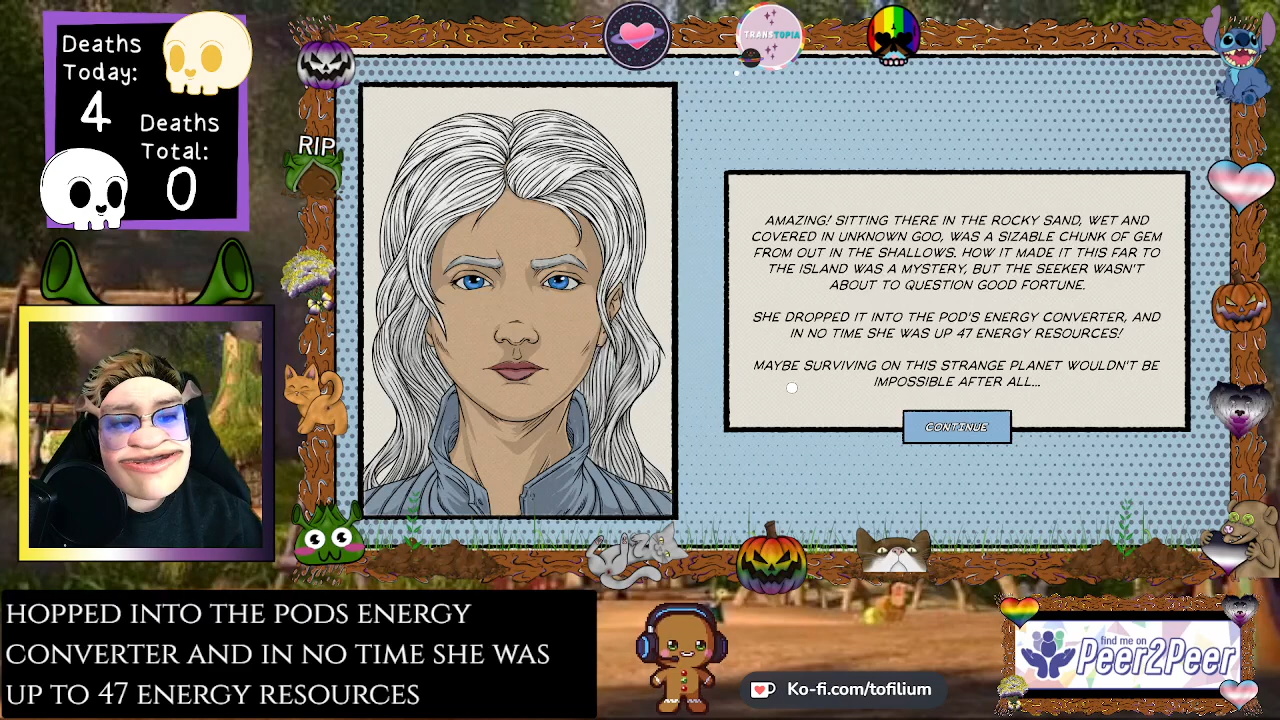 Deaths
Today:
4
Deaths
Total:
0
RIP
TRANSTOPIA
AMAZING! SITTING THERE IN THE ROCKY SAND, WET AND
COVERED IN UNKNOWN GOO, WAS A SIZABLE CHUNK OF GEM
FROM OUT IN THE SHALLOWS. HOW IT MADE IT THIS FAR TO
THE ISLAND WAS A MYSTERY, BUT THE SEEKER WASN'T
ABOUT TO QUESTION GOOD FORTUNE.
SHE DROPPED IT INTO THE POD'S ENERGY CONVERTER, AND
IN NO TIME SHE WAS UP 47 ENERGY RESOURCES!
MAYBE SURVIVING ON THIS STRANGE PLANET WOULDN'T BE
IMPOSSIBLE AFTER ALL...
CONTINUE
HOPPED INTO THE PODS ENERGY
CONVERTER AND IN NO TIME SHE WAS
UP TO 47 ENERGY RESOURCES
Ko-fi.com/tofilium
find me on
Peer2Peer